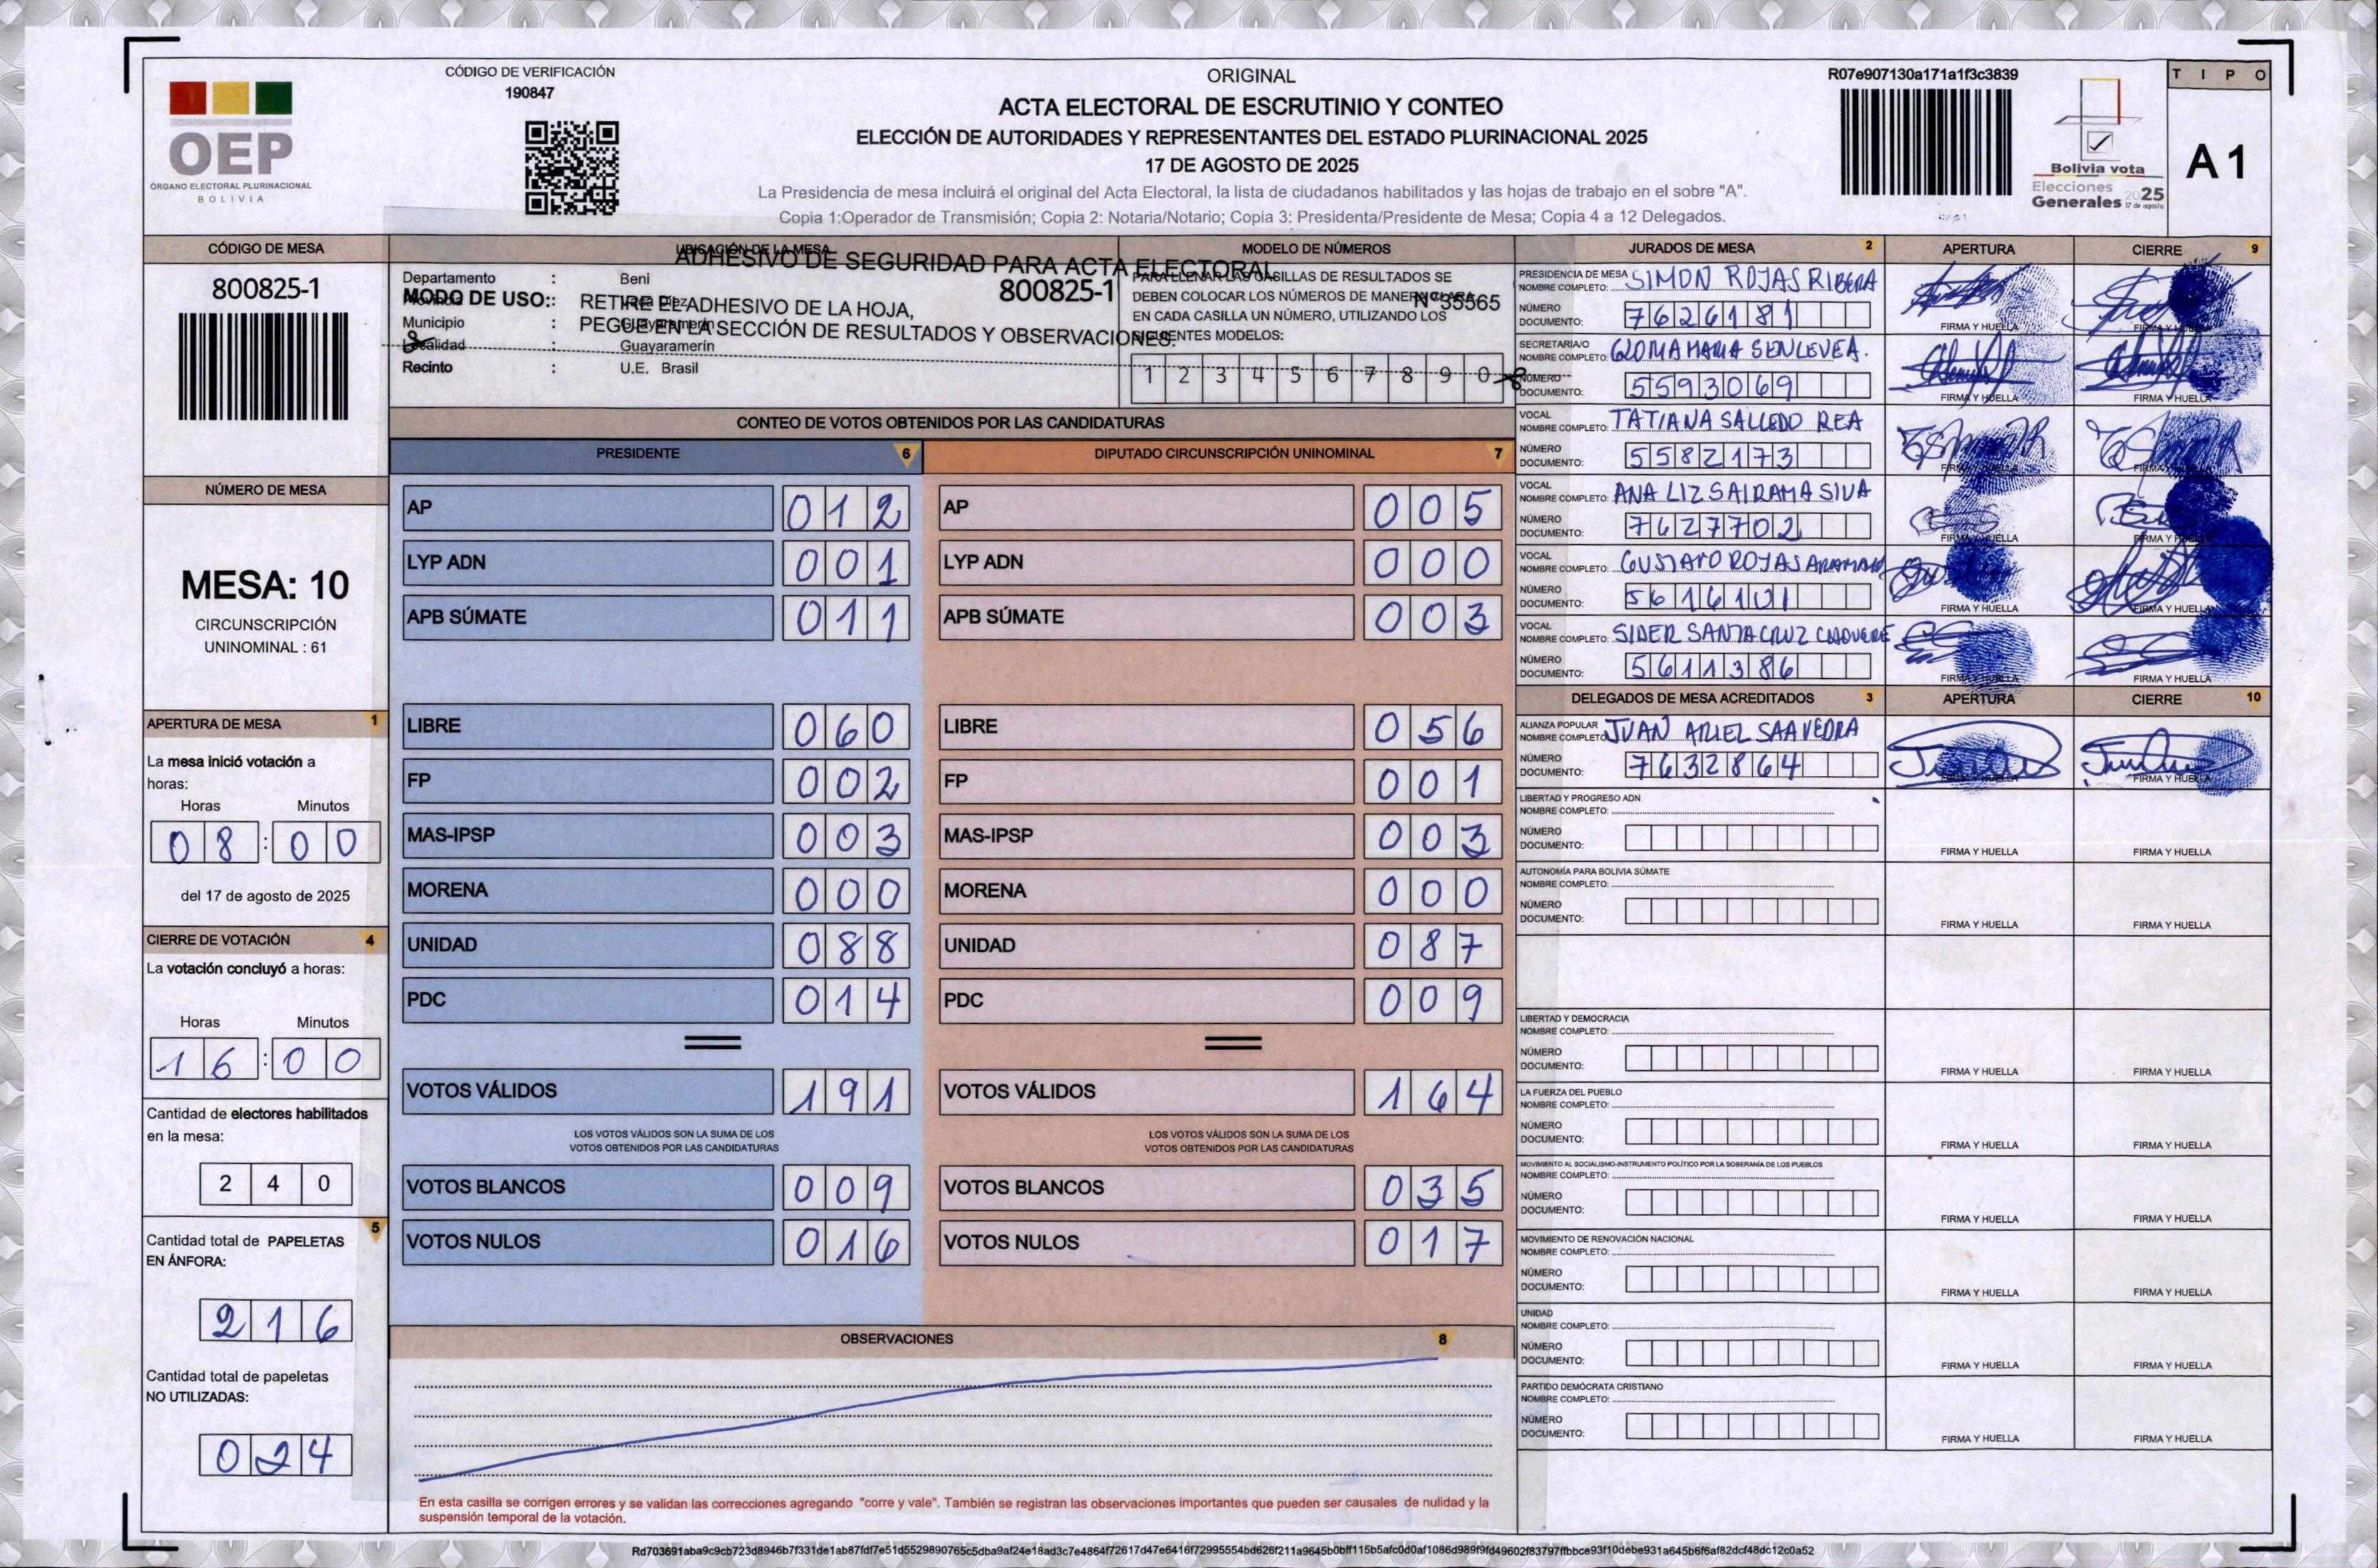 CÓDIGO DE VERIFICACIÓN
190847
OEP
ÓRGANO ELECTORAL PLURINACIONAL
BOLIVIA
ORIGINAL
ACTA ELECTORAL DE ESCRUTINIO Y CONTEO
ELECCIÓN DE AUTORIDADES Y REPRESENTANTES DEL ESTADO PLURINACIONAL 2025
17 DE AGOSTO DE 2025
La Presidencia de mesa incluirá el original del Acta Electoral, la lista de ciudadanos habilitados y las hojas de trabajo en el sobre "A".
Copia 1:Operador de Transmisión; Copia 2: Notaria/Notario; Copia 3: Presidenta/Presidente de Mesa; Copia 4 a 12 Delegados.
R07e907130a171a1f3c3839
Bolivia vota
Elecciones
Generales 2025
17 de agosto
TIPO
A1
CÓDIGO DE MESA
800825-1
NÚMERO DE MESA
MESA: 10
CIRCUNSCRIPCIÓN
UNINOMINAL : 61
APERTURA DE MESA 1
La mesa inició votación a
horas:
Horas Minutos
08 : 00
del 17 de agosto de 2025
CIERRE DE VOTACIÓN 4
La votación concluyó a horas:
Horas Minutos
16 : 00
Cantidad de electores habilitados
en la mesa:
240
5
Cantidad total de PAPELETAS
EN ÁNFORA:
216
Cantidad total de papeletas
NO UTILIZADAS:
024
UBICACIÓN DE LA MESA
ADHESIVO DE SEGURIDAD PARA ACTA ELECTORAL
Departamento : Beni
MODO DE USO: RETIRE EL ADHESIVO DE LA HOJA,
800825-1
Nº35565
PEGUE EN LA SECCIÓN DE RESULTADOS Y OBSERVACIONES.
Municipio : Guayaramerín
Localidad : Guayaramerín
Recinto : U.E. Brasil
MODELO DE NÚMEROS
PARA LLENAR LAS CASILLAS DE RESULTADOS SE
DEBEN COLOCAR LOS NÚMEROS DE MANERA CLARA
EN CADA CASILLA UN NÚMERO, UTILIZANDO LOS
SIGUIENTES MODELOS:
1 2 3 4 5 6 7 8 9 0
CONTEO DE VOTOS OBTENIDOS POR LAS CANDIDATURAS
PRESIDENTE 6
AP 012
LYP ADN 001
APB SÚMATE 011
LIBRE 060
FP 002
MAS-IPSP 003
MORENA 000
UNIDAD 088
PDC 014
VOTOS VÁLIDOS 191
LOS VOTOS VÁLIDOS SON LA SUMA DE LOS
VOTOS OBTENIDOS POR LAS CANDIDATURAS
VOTOS BLANCOS 009
VOTOS NULOS 016
DIPUTADO CIRCUNSCRIPCIÓN UNINOMINAL 7
AP 005
LYP ADN 000
APB SÚMATE 003
LIBRE 056
FP 001
MAS-IPSP 003
MORENA 000
UNIDAD 087
PDC 009
VOTOS VÁLIDOS 164
LOS VOTOS VÁLIDOS SON LA SUMA DE LOS
VOTOS OBTENIDOS POR LAS CANDIDATURAS
VOTOS BLANCOS 035
VOTOS NULOS 017
OBSERVACIONES 8
En esta casilla se corrigen errores y se validan las correcciones agregando "corre y vale". También se registran las observaciones importantes que pueden ser causales de nulidad y la
suspensión temporal de la votación.
JURADOS DE MESA 2 APERTURA CIERRE 9
PRESIDENCIA DE MESA
NOMBRE COMPLETO: SIMON ROJAS RIBERA
NÚMERO
DOCUMENTO: 7626181
FIRMA Y HUELLA FIRMA Y HUELLA
SECRETARIA/O
NOMBRE COMPLETO: MARIA
NÚMERO
DOCUMENTO: 5593069
FIRMA Y HUELLA FIRMA Y HUELLA
VOCAL
NOMBRE COMPLETO: TATIANA SALCEDO REA
NÚMERO
DOCUMENTO: 5582173
FIRMA Y HUELLA FIRMA Y HUELLA
VOCAL
NOMBRE COMPLETO: ANA LIZ SAIRAMA SIVA
NÚMERO
DOCUMENTO: 7627702
FIRMA Y HUELLA FIRMA Y HUELLA
VOCAL
NOMBRE COMPLETO: GUSTAVO ROJAS
NÚMERO
DOCUMENTO: 5616101
FIRMA Y HUELLA FIRMA Y HUELLA
VOCAL
NOMBRE COMPLETO: SIDER SANTACRUZ
NÚMERO
DOCUMENTO: 5611386
FIRMA Y HUELLA FIRMA Y HUELLA
DELEGADOS DE MESA ACREDITADOS 3 APERTURA CIERRE 10
ALIANZA POPULAR
NOMBRE COMPLETO: JUAN ARIEL SAAVEDRA
NÚMERO
DOCUMENTO: 7632864
FIRMA Y HUELLA FIRMA Y HUELLA
LIBERTAD Y PROGRESO ADN
NOMBRE COMPLETO:
NÚMERO
DOCUMENTO:
FIRMA Y HUELLA FIRMA Y HUELLA
AUTONOMÍA PARA BOLIVIA SÚMATE
NOMBRE COMPLETO:
NÚMERO
DOCUMENTO:
FIRMA Y HUELLA FIRMA Y HUELLA
LIBERTAD Y DEMOCRACIA
NOMBRE COMPLETO:
NÚMERO
DOCUMENTO:
FIRMA Y HUELLA FIRMA Y HUELLA
LA FUERZA DEL PUEBLO
NOMBRE COMPLETO:
NÚMERO
DOCUMENTO:
FIRMA Y HUELLA FIRMA Y HUELLA
MOVIMIENTO AL SOCIALISMO-INSTRUMENTO POLÍTICO POR LA SOBERANÍA DE LOS PUEBLOS
NOMBRE COMPLETO:
NÚMERO
DOCUMENTO:
FIRMA Y HUELLA FIRMA Y HUELLA
MOVIMIENTO DE RENOVACIÓN NACIONAL
NOMBRE COMPLETO:
NÚMERO
DOCUMENTO:
FIRMA Y HUELLA FIRMA Y HUELLA
UNIDAD
NOMBRE COMPLETO:
NÚMERO
DOCUMENTO:
FIRMA Y HUELLA FIRMA Y HUELLA
PARTIDO DEMÓCRATA CRISTIANO
NOMBRE COMPLETO:
NÚMERO
DOCUMENTO:
FIRMA Y HUELLA FIRMA Y HUELLA